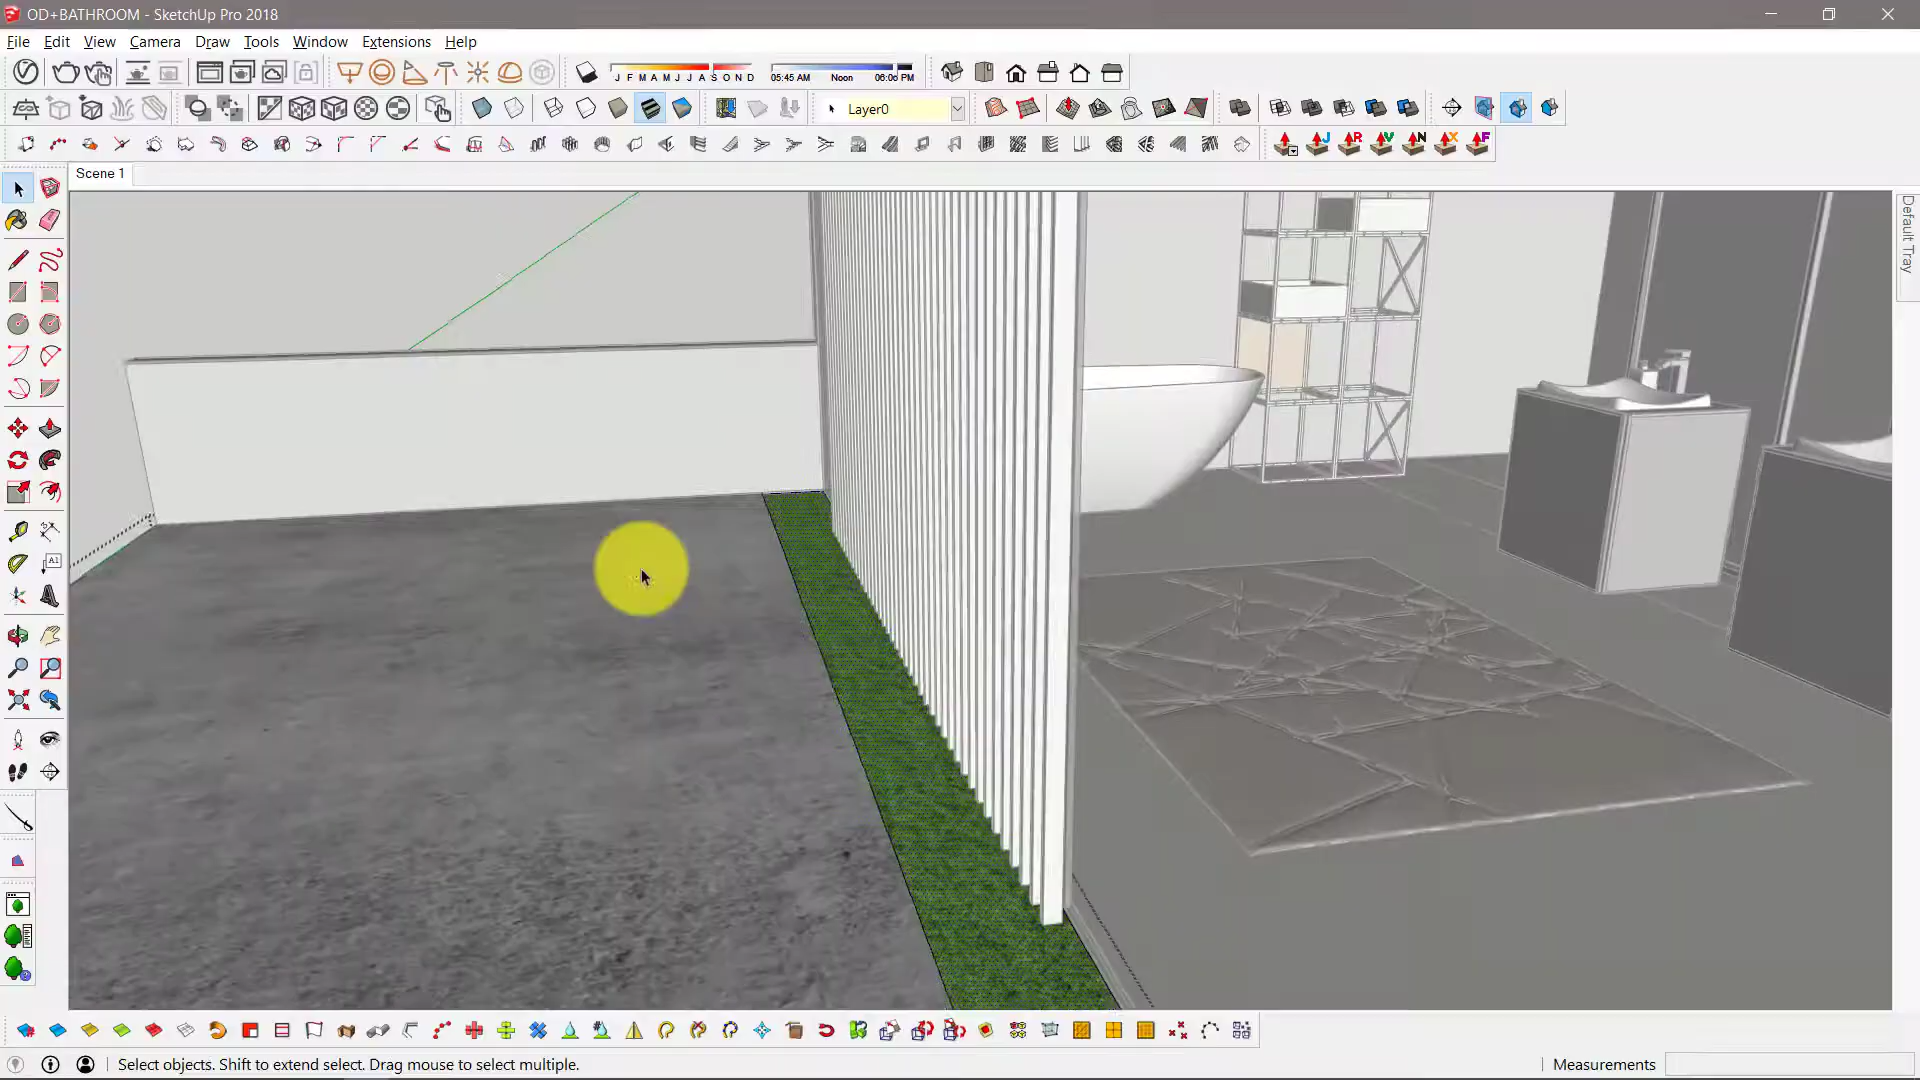 OD+BATHROOM - SketchUp Pro 2018
File Edit View Camera Draw Tools Window Extensions Help
J F M A M J J A S O N D 05:45 AM Noon 06:06 PM
Layer0
J R V N X F
Scene 1
Default Tray
A1
Select objects. Shift to extend select. Drag mouse to select multiple.
Measurements